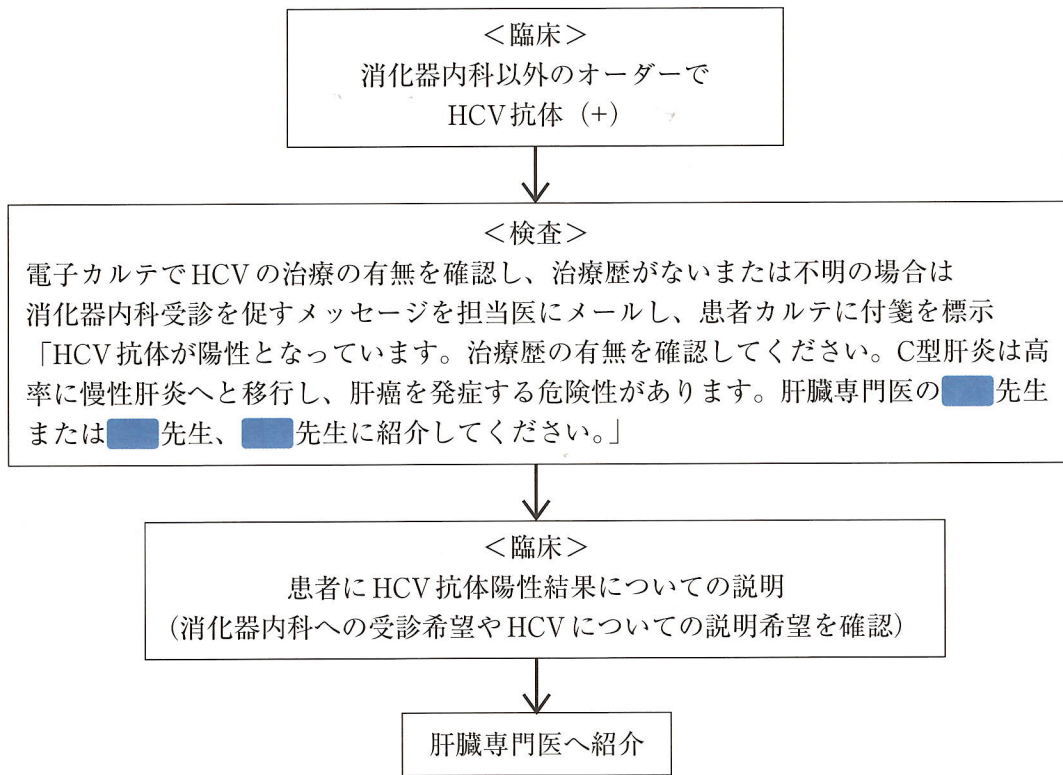 ＜臨床＞
消化器内科以外のオーダーで
HCV抗体（+）
＜検査＞
電子カルテでHCVの治療の有無を確認し、治療歴がないまたは不明の場合は
消化器内科受診を促すメッセージを担当医にメールし、患者カルテに付箋を標示
「HCV抗体が陽性となっています。治療歴の有無を確認してください。C型肝炎は高
率に慢性肝炎へと移行し、肝癌を発症する危険性があります。肝臓専門医の 先生
または 先生、 先生に紹介してください。」
＜臨床＞
患者にHCV抗体陽性結果についての説明
（消化器内科への受診希望やHCVについての説明希望を確認）
肝臓専門医へ紹介